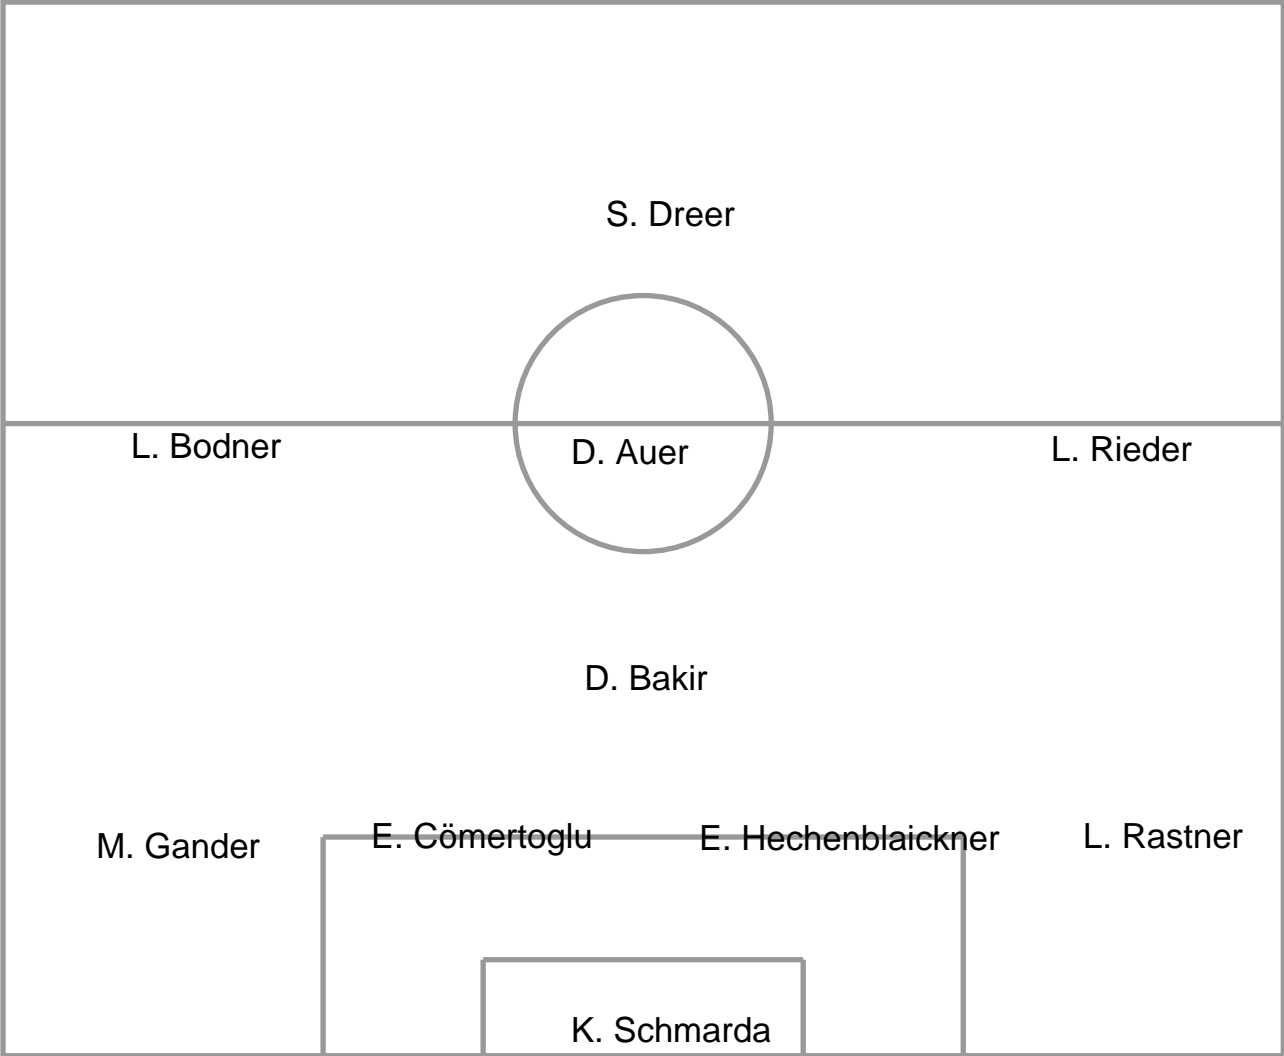 S. Dreer
L. Bodner
D. Auer
L. Rieder
D. Bakir
M. Gander
E. Cömertoglu
E. Hechenblaickner
L. Rastner
K. Schmarda